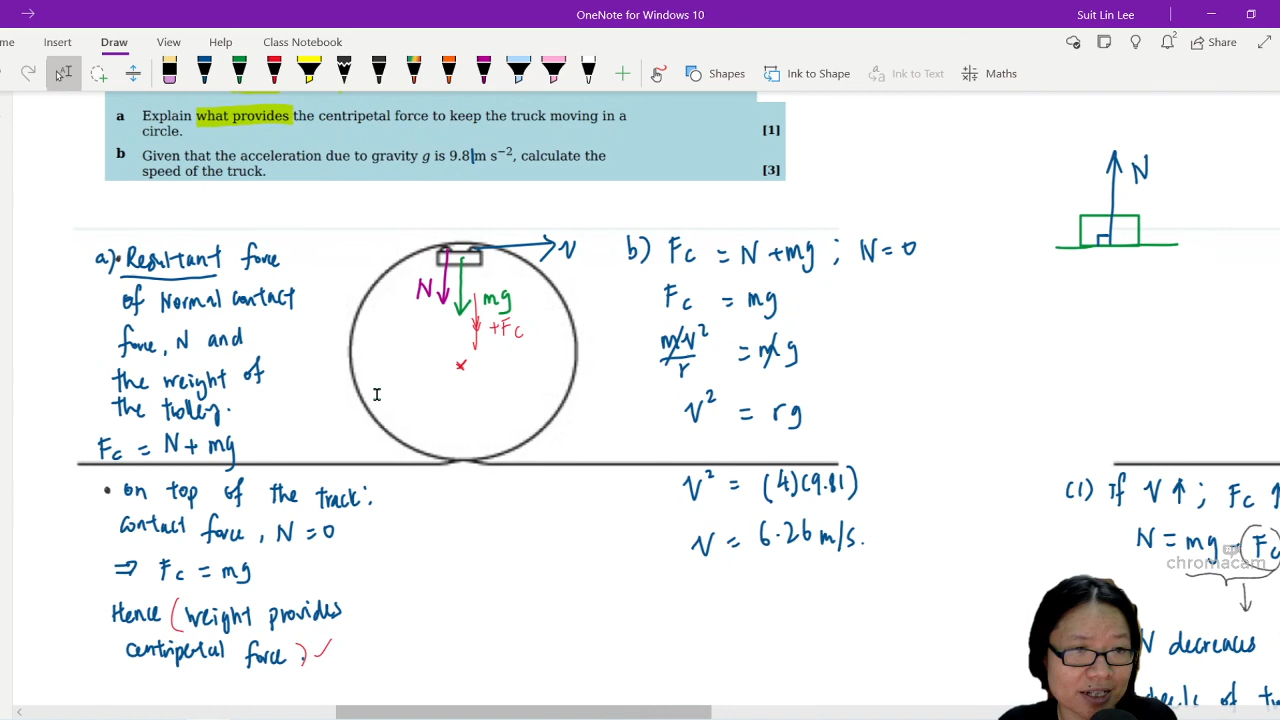 OneNote for Windows 10
Suit Lin Lee
me Insert Draw View Help Class Notebook
Share
Shapes Ink to Shape Ink to Text Maths
a Explain what provides the centripetal force to keep the truck moving in a
circle. [1]
b Given that the acceleration due to gravity g is 9.81m s−2, calculate the
speed of the truck. [3]
N
a) • Resultant force
of Normal contact
force, N and
the weight of
the trolley.
Fc = N + mg
• on top of the track:
contact force, N = 0
⇒ Fc = mg
Hence (weight provides
centripetal force.) ✓
v
N
mg
+Fc
b) Fc = N + mg ; N = 0
Fc = mg
mv²/r = mg
v² = rg
v² = (4)(9.81)
v = 6.26 m/s.
(1) If v ↑ ; Fc ↑
N = mg - Fc
chromacam
N decreases